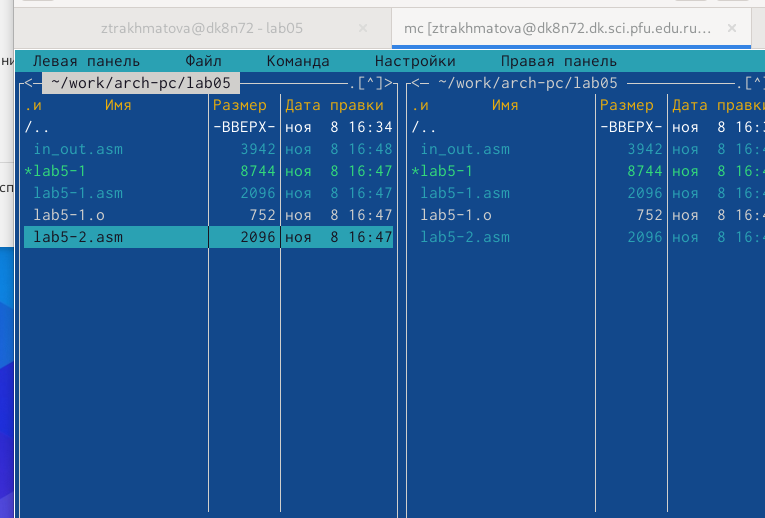 ztrakhmatova@dk8n72 - lab05 × mc [ztrakhmatova@dk8n72.dk.sci.pfu.edu.ru... ×
ни Левая панель Файл Команда Настройки Правая панель
<─ ~/work/arch-pc/lab05 .[^]> <─ ~/work/arch-pc/lab05 .[^]
.и Имя Размер Дата правки .и Имя Размер Дата правки
/.. -ВВЕРХ- ноя 8 16:34 /.. -ВВЕРХ- ноя 8 16:3
in_out.asm 3942 ноя 8 16:48 in_out.asm 3942 ноя 8 16:4
*lab5-1 8744 ноя 8 16:47 *lab5-1 8744 ноя 8 16:4
сп lab5-1.asm 2096 ноя 8 16:47 lab5-1.asm 2096 ноя 8 16:4
lab5-1.o 752 ноя 8 16:47 lab5-1.o 752 ноя 8 16:4
lab5-2.asm 2096 ноя 8 16:47 lab5-2.asm 2096 ноя 8 16:4